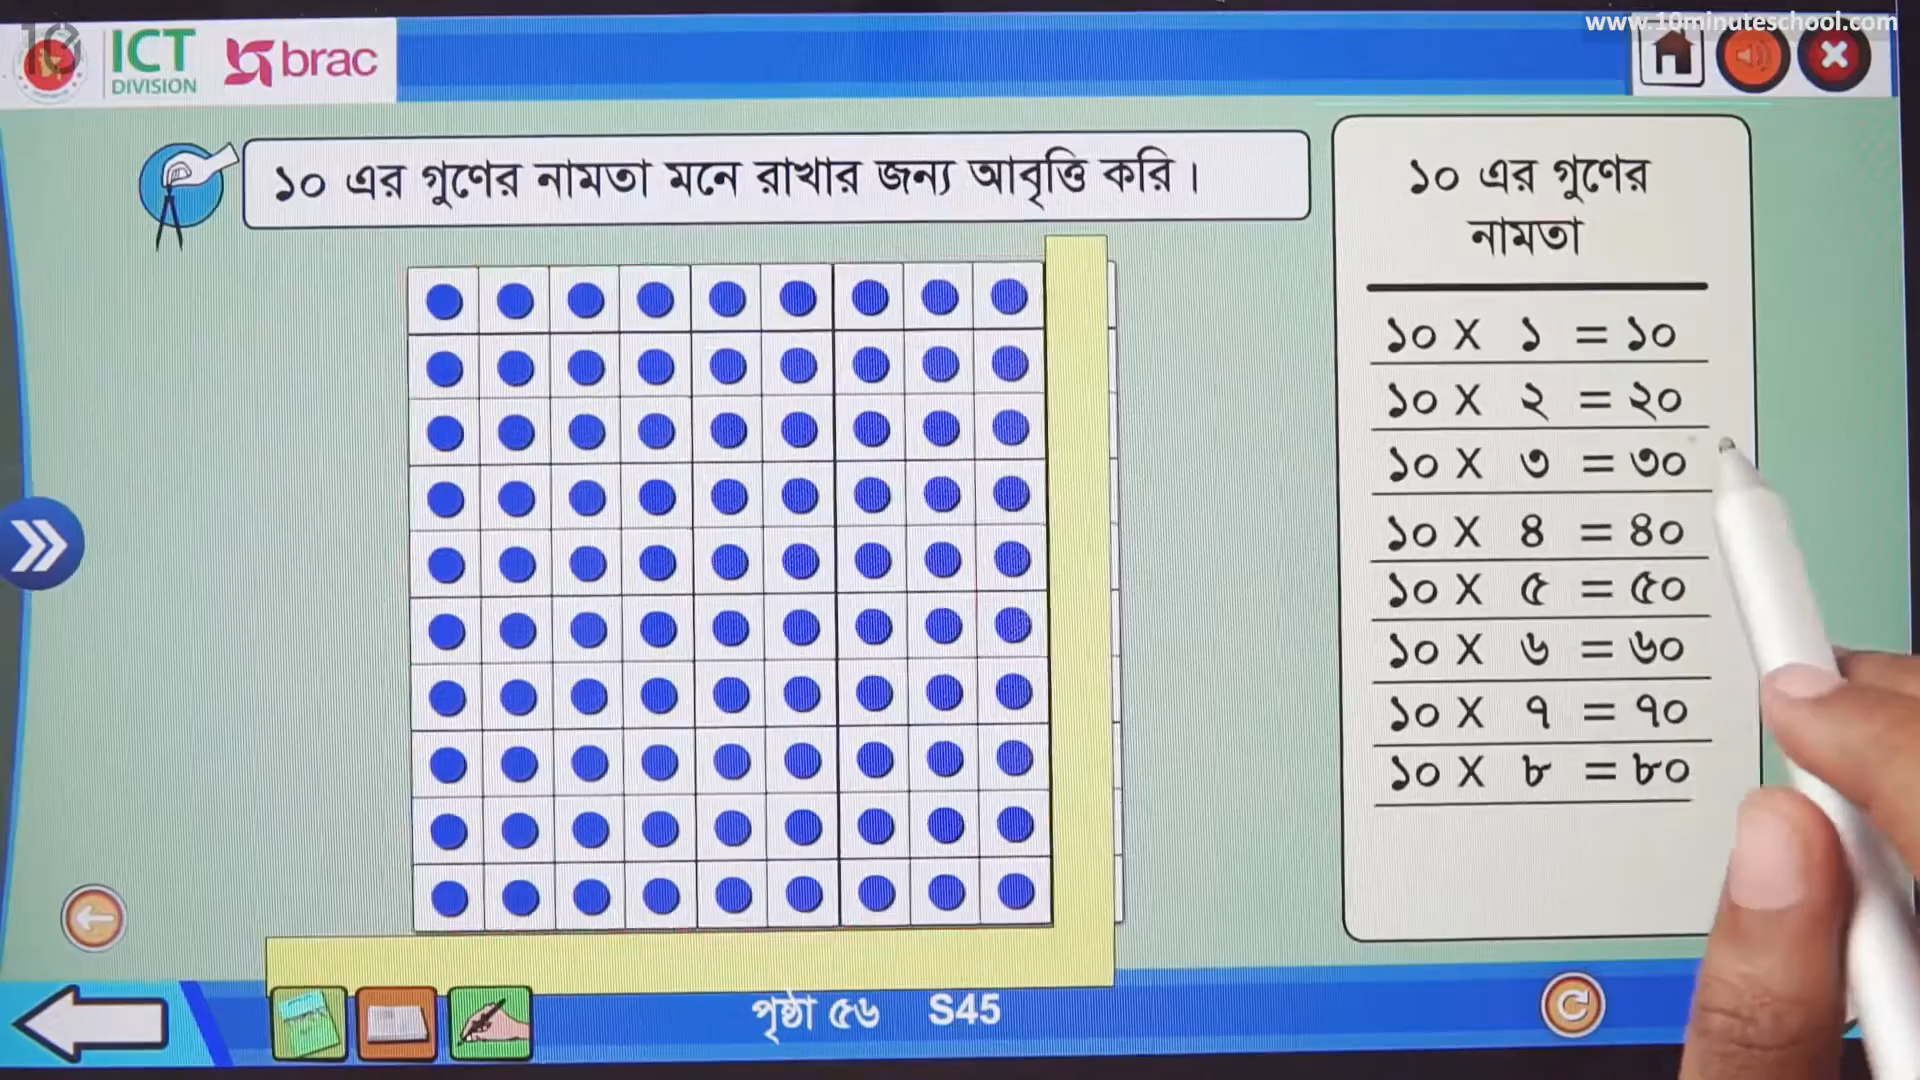 www.10minuteschool.com
10
ICT
DIVISION
brac
১০ এর গুণের নামতা মনে রাখার জন্য আবৃত্তি করি।
১০ এর গুণের
নামতা
১০ X ১ = ১০
১০ X ২ = ২০
১০ X ৩ = ৩০
১০ X ৪ = ৪০
১০ X ৫ = ৫০
১০ X ৬ = ৬০
১০ X ৭ = ৭০
১০ X ৮ = ৮০
পৃষ্ঠা ৫৬ S45